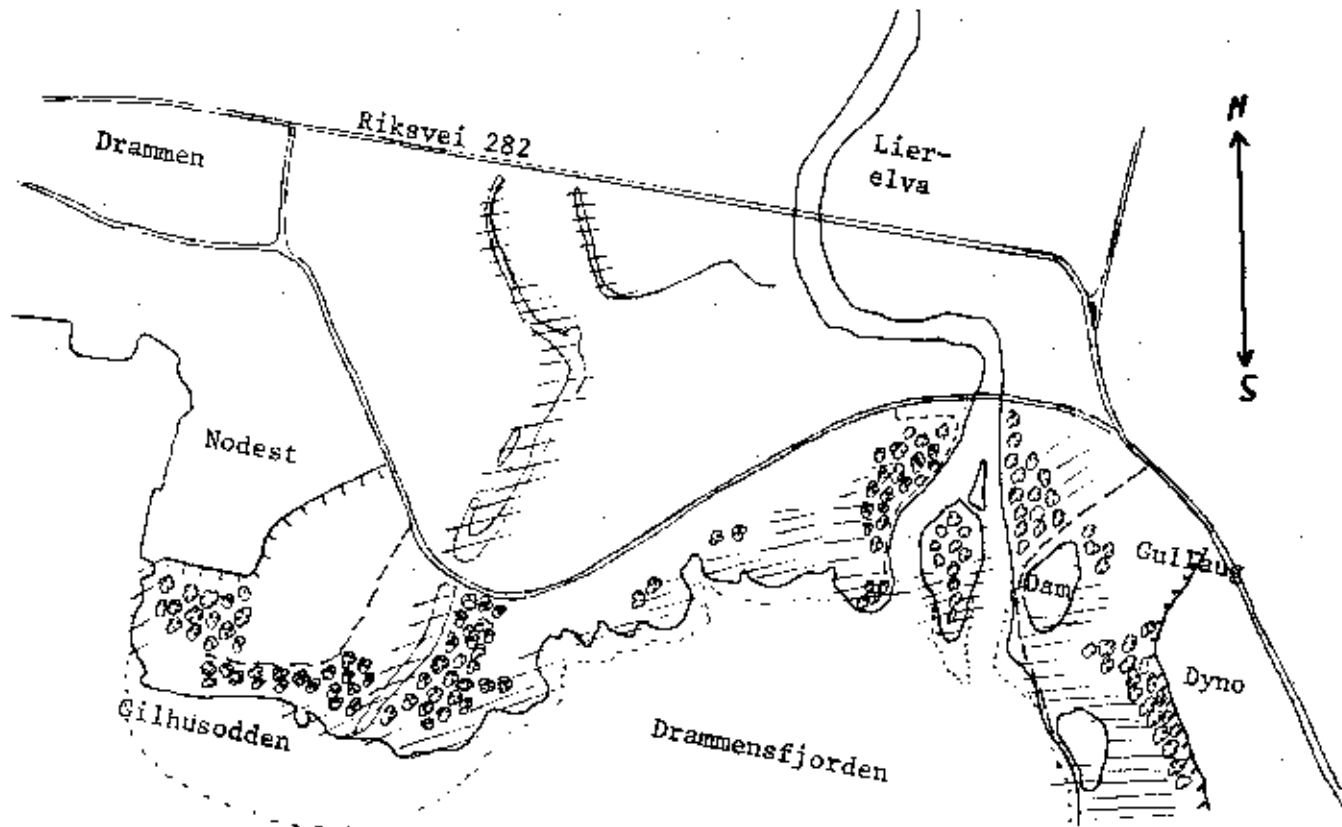 N
Riksvei 282
Drammen
Lier-
elva
S
Nodest
Gullaug
Dam
Dyno
Gilhusodden
Drammensfjorden